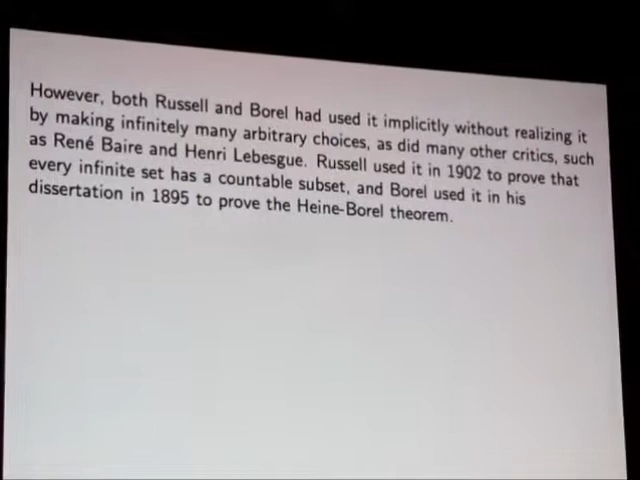 However, both Russell and Borel had used it implicitly without realizing it
by making infinitely many arbitrary choices, as did many other critics, such
as René Baire and Henri Lebesgue. Russell used it in 1902 to prove that
every infinite set has a countable subset, and Borel used it in his
dissertation in 1895 to prove the Heine-Borel theorem.